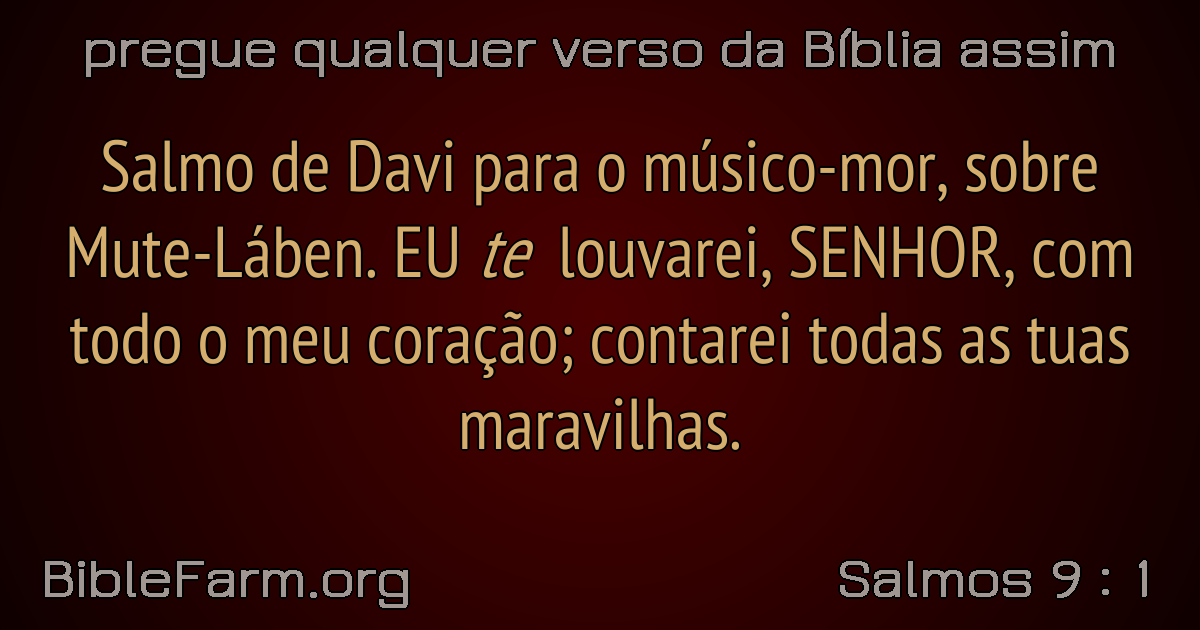 pregue qualquer verso da Bíblia assim
Salmo de Davi para o músico-mor, sobre
Mute-Láben. EU te louvarei, SENHOR, com
todo o meu coração; contarei todas as tuas
maravilhas.
BibleFarm.org
Salmos 9 : 1